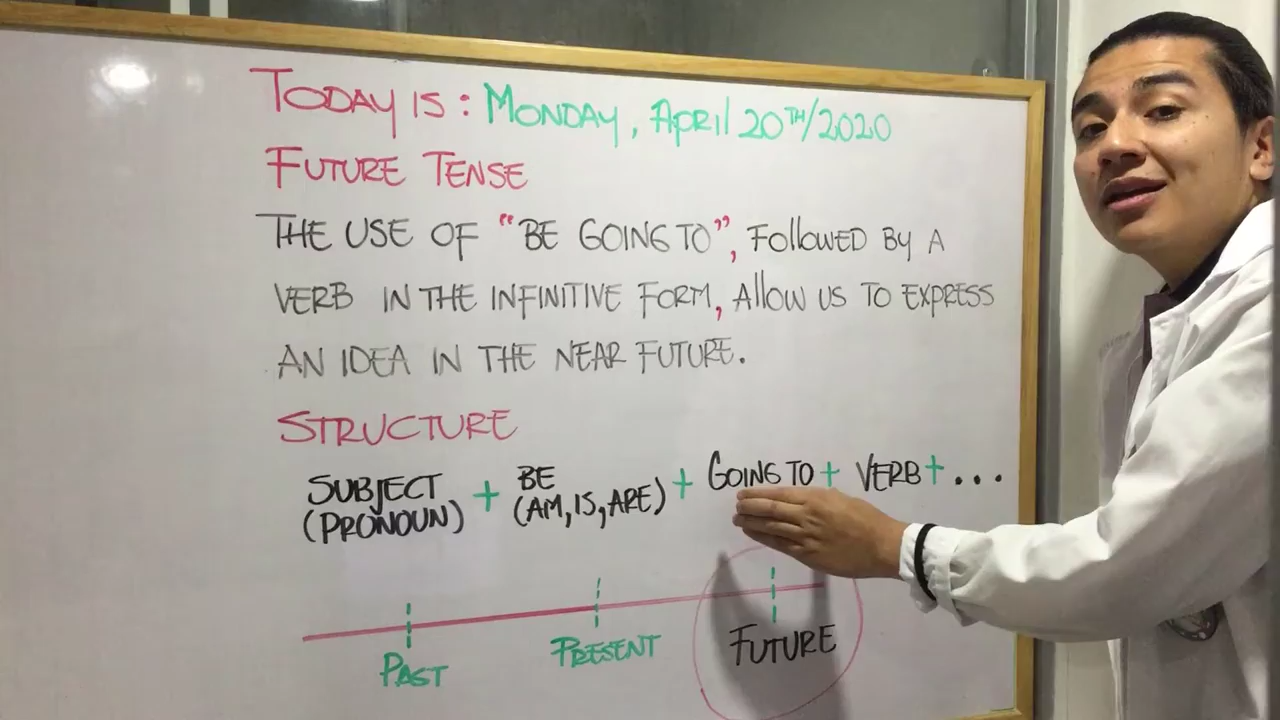 TODAY IS: MONDAY, APRIL 20TH/2020
FUTURE TENSE
THE USE OF "BE GOING TO", FOLLOWED BY A
VERB IN THE INFINITIVE FORM, ALLOW US TO EXPRESS
AN IDEA IN THE NEAR FUTURE.
STRUCTURE
SUBJECT (PRONOUN) + BE (AM, IS, ARE) + GOING TO + VERB + ...
PAST PRESENT FUTURE